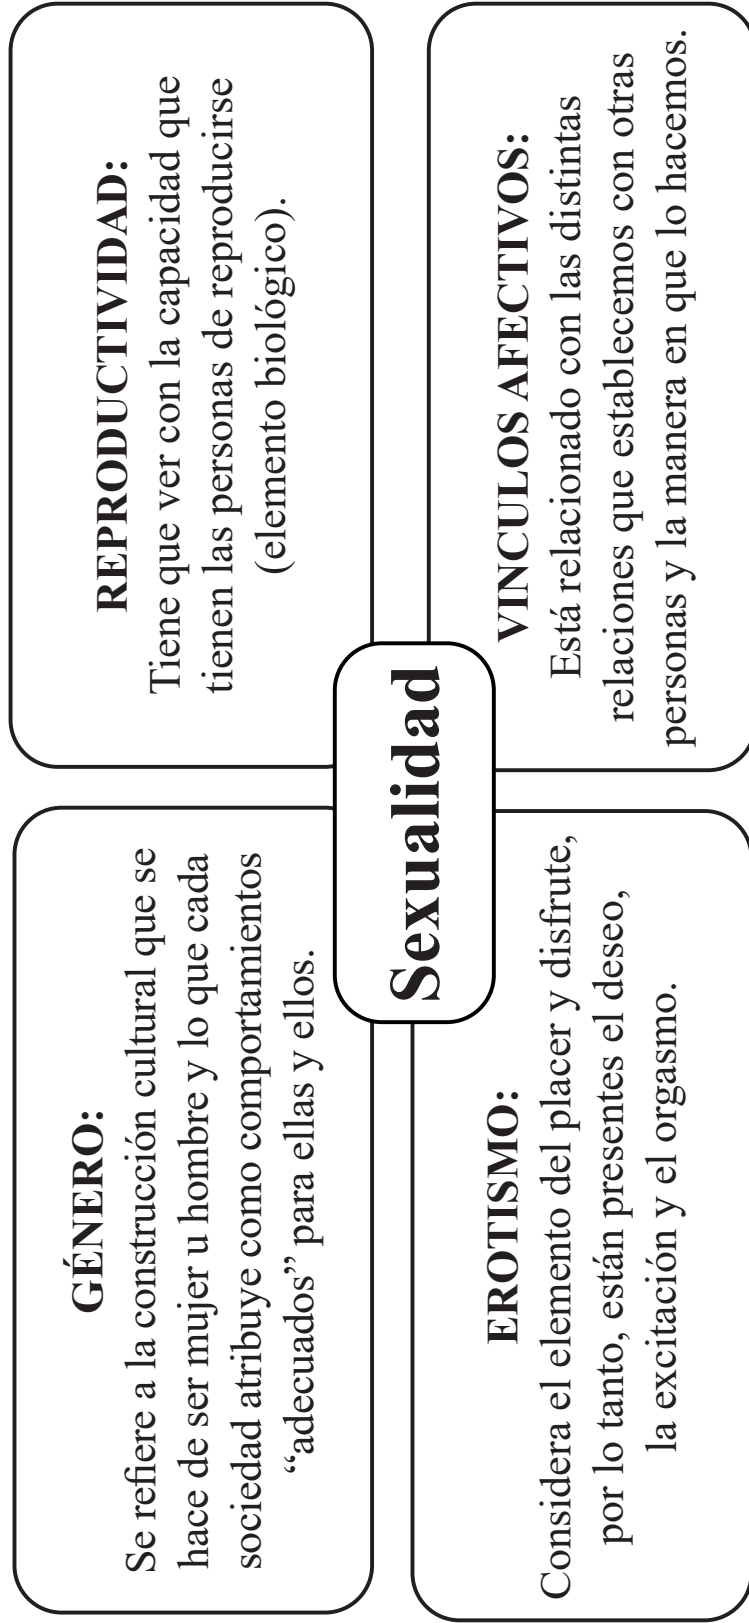 GÉNERO:
Se refiere a la construcción cultural que se
hace de ser mujer u hombre y lo que cada
sociedad atribuye como comportamientos
“adecuados” para ellas y ellos.
REPRODUCTIVIDAD:
Tiene que ver con la capacidad que
tienen las personas de reproducirse
(elemento biológico).
Sexualidad
EROTISMO:
Considera el elemento del placer y disfrute,
por lo tanto, están presentes el deseo,
la excitación y el orgasmo.
VINCULOS AFECTIVOS:
Está relacionado con las distintas
relaciones que establecemos con otras
personas y la manera en que lo hacemos.